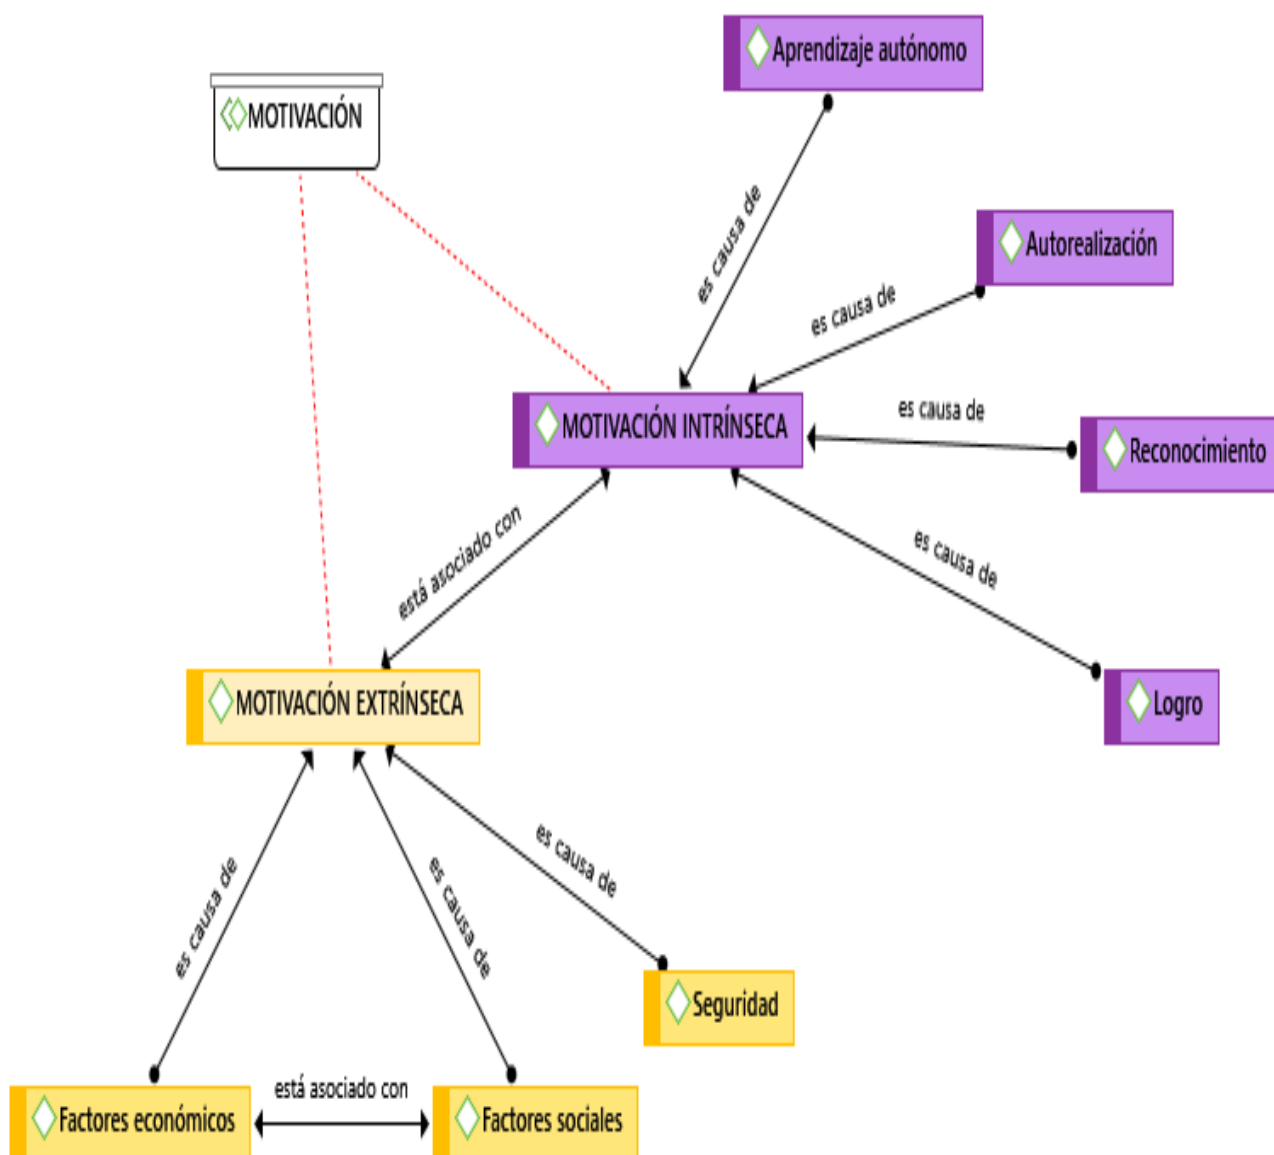 Aprendizaje autónomo
MOTIVACIÓN
es causa de
Autorealización
es causa de
es causa de
MOTIVACIÓN INTRÍNSECA
Reconocimiento
está asociado con
es causa de
MOTIVACIÓN EXTRÍNSECA
Logro
es causa de
es causa de
es causa de
Seguridad
está asociado con
Factores económicos
Factores sociales